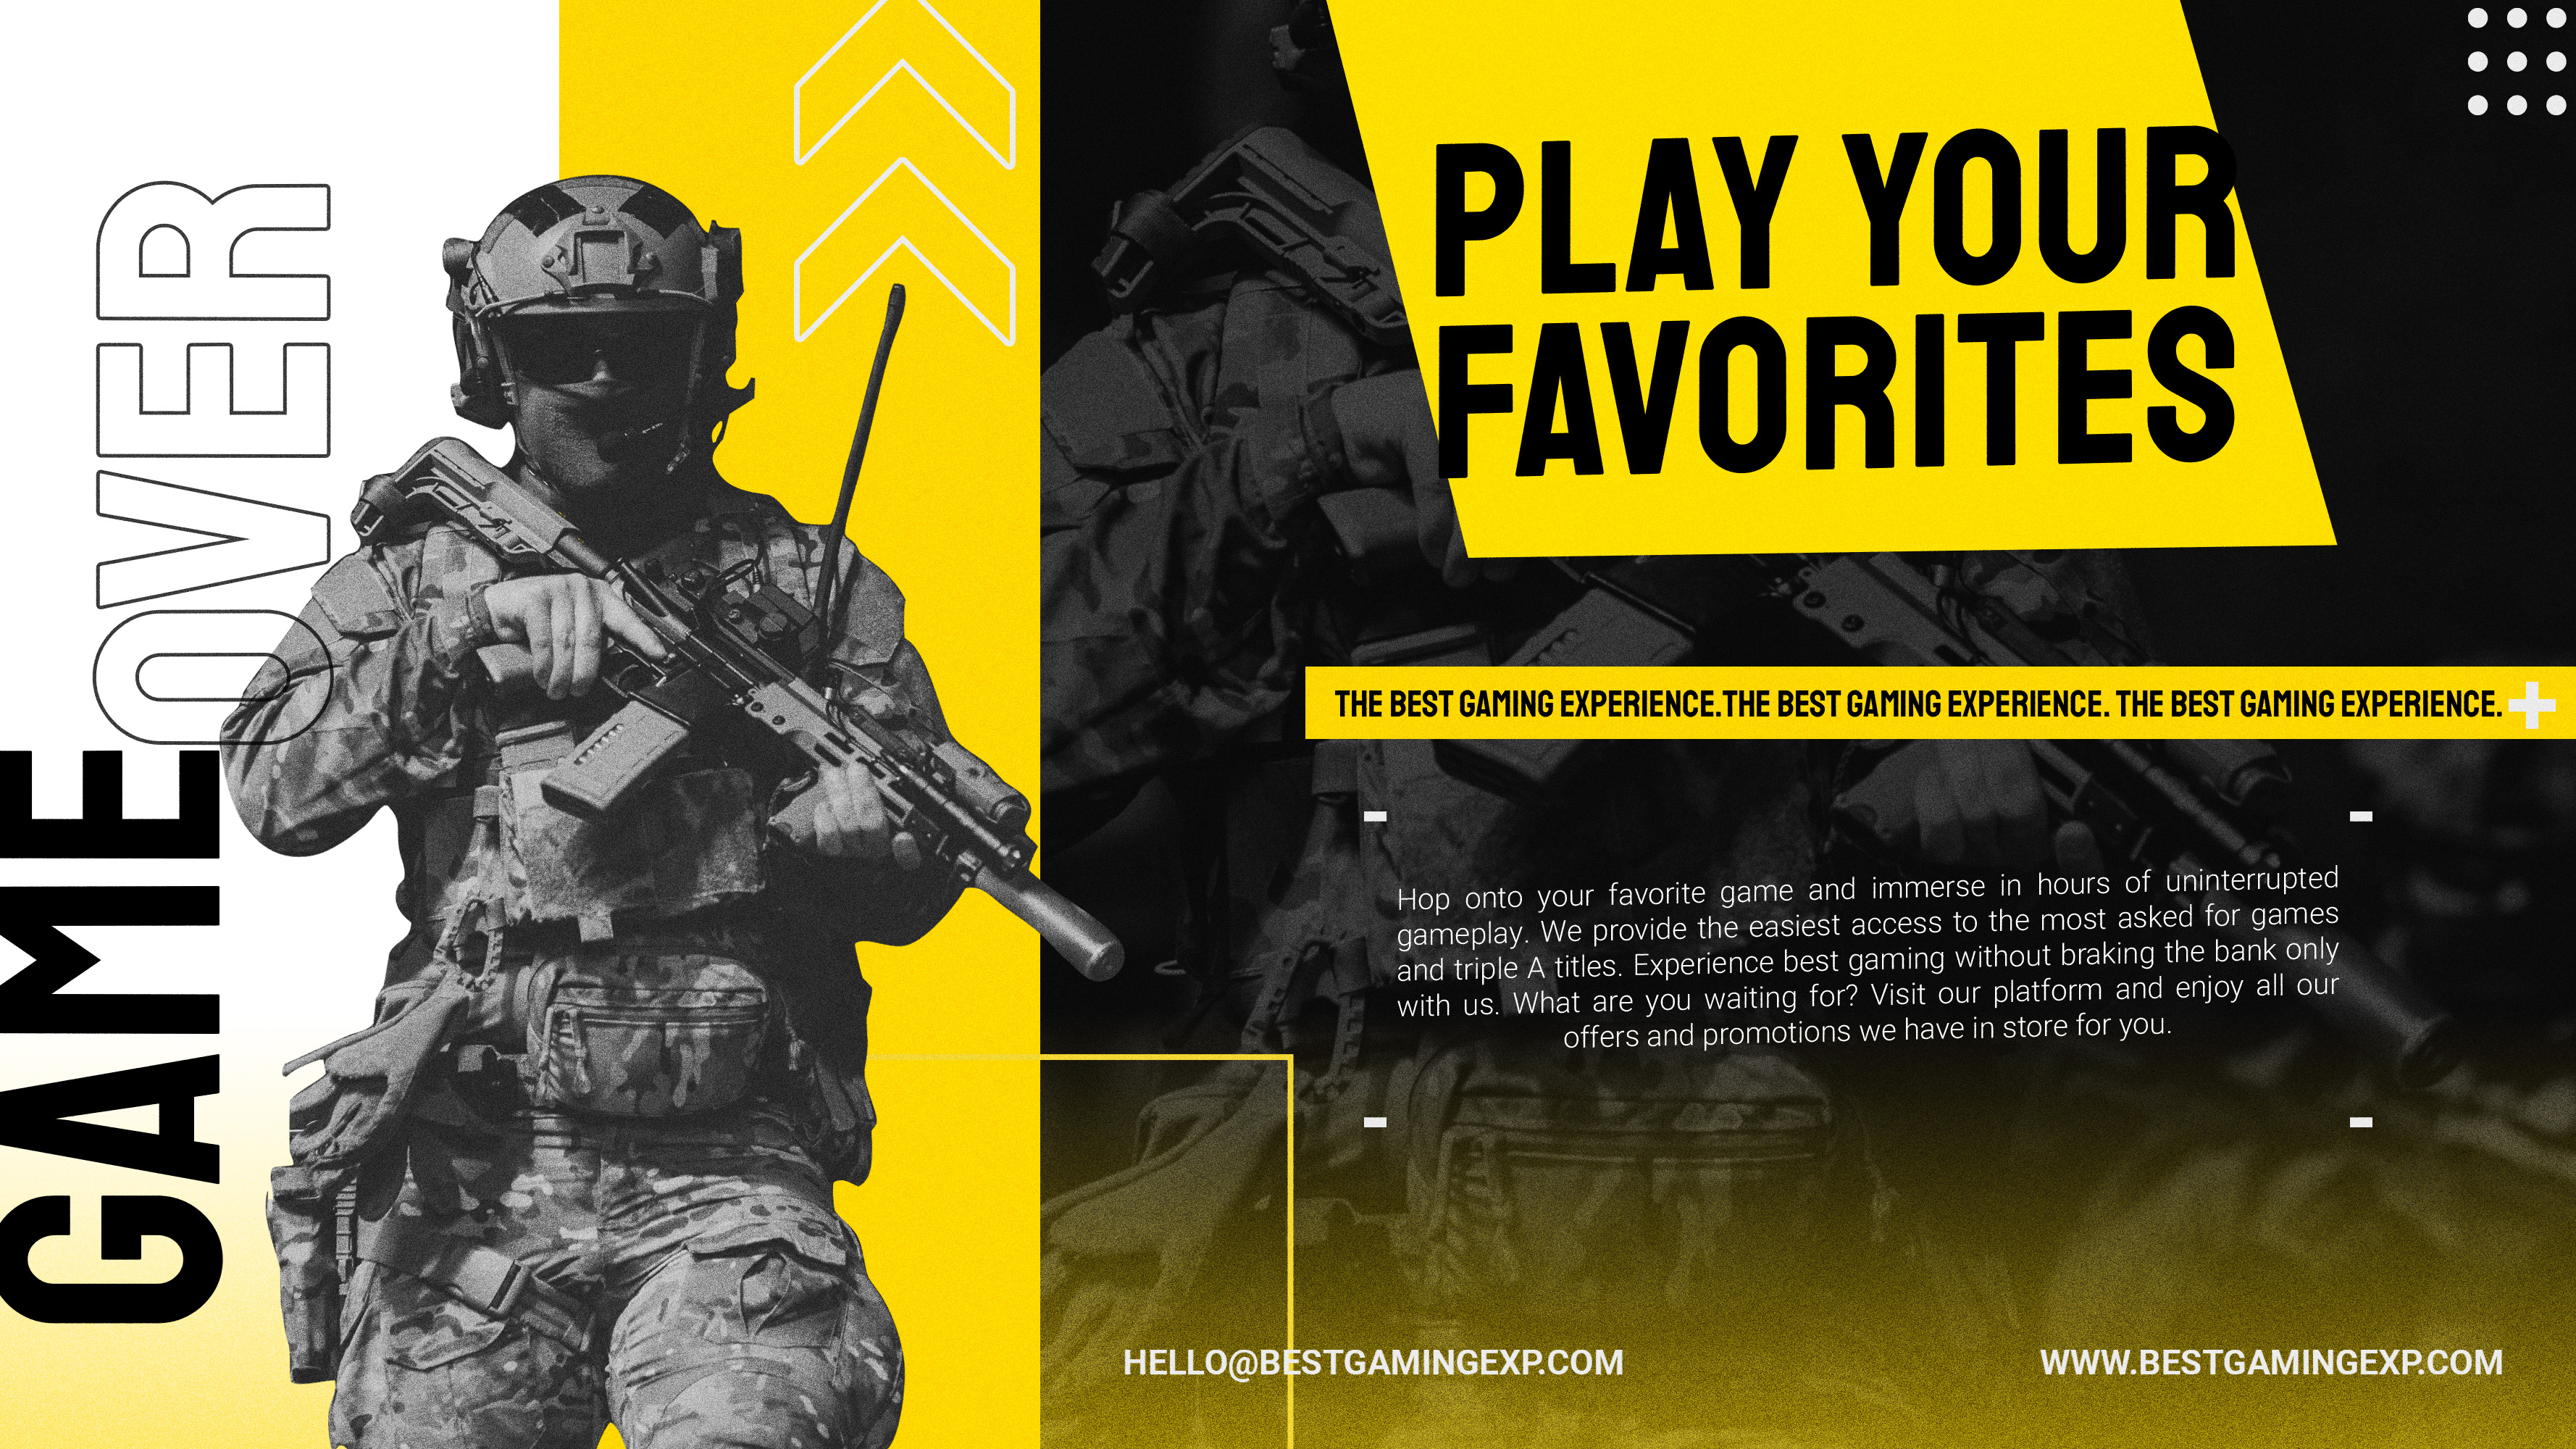 GAME OVER
PLAY YOUR
FAVORITES
THE BEST GAMING EXPERIENCE.THE BEST GAMING EXPERIENCE. THE BEST GAMING EXPERIENCE.
Hop onto your favorite game and immerse in hours of uninterrupted
gameplay. We provide the easiest access to the most asked for games
and triple A titles. Experience best gaming without braking the bank only
with us. What are you waiting for? Visit our platform and enjoy all our
offers and promotions we have in store for you.
HELLO@BESTGAMINGEXP.COM
WWW.BESTGAMINGEXP.COM